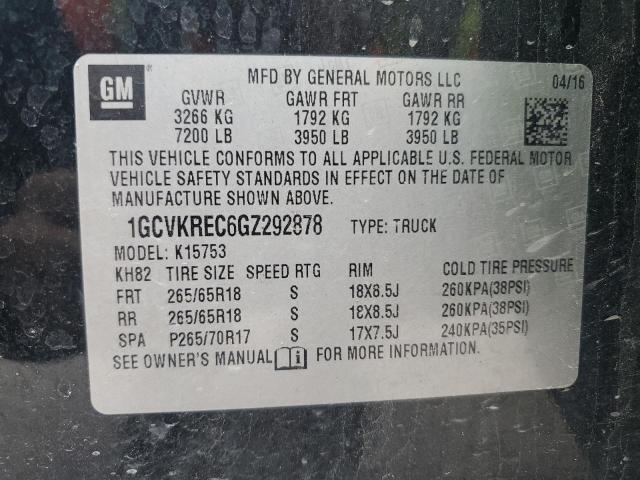 GM
MFD BY GENERAL MOTORS LLC 04/16
GVWR GAWR FRT GAWR RR
3266 KG 1792 KG 1792 KG
7200 LB 3950 LB 3950 LB
THIS VEHICLE CONFORMS TO ALL APPLICABLE U.S. FEDERAL MOTOR
VEHICLE SAFETY STANDARDS IN EFFECT ON THE DATE OF
MANUFACTURE SHOWN ABOVE.
1GCVKREC6GZ292878 TYPE: TRUCK
MODEL: K15753
KH82 TIRE SIZE SPEED RTG RIM COLD TIRE PRESSURE
FRT 265/65R18 S 18X8.5J 260KPA(38PSI)
RR 265/65R18 S 18X8.5J 260KPA(38PSI)
SPA P265/70R17 S 17X7.5J 240KPA(35PSI)
SEE OWNER'S MANUAL FOR MORE INFORMATION.